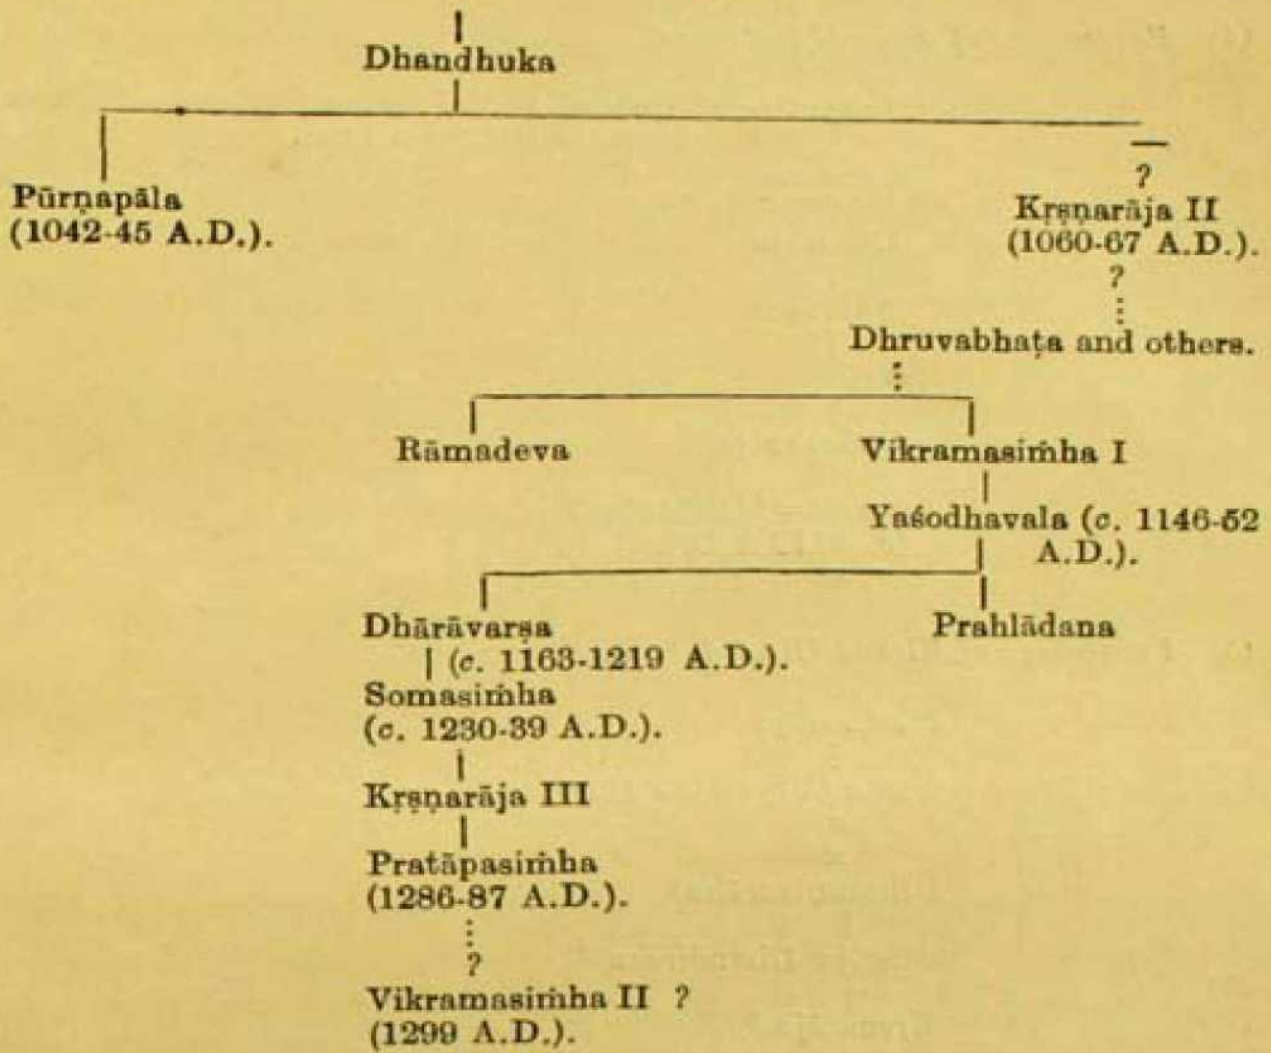 Dhandhuka
Pūrṇapāla
(1042-45 A.D.).
?
Kṛṣṇarāja II
(1060-67 A.D.).
?
Dhruvabhaṭa and others.
Rāmadeva
Vikramasiṁha I
Yaśodhavala (c. 1146-52
A.D.).
Dhārāvarṣa
(c. 1163-1219 A.D.).
Prahlādana
Somasiṁha
(c. 1230-39 A.D.).
Kṛṣṇarāja III
Pratāpasiṁha
(1286-87 A.D.).
?
Vikramasiṁha II ?
(1299 A.D.).